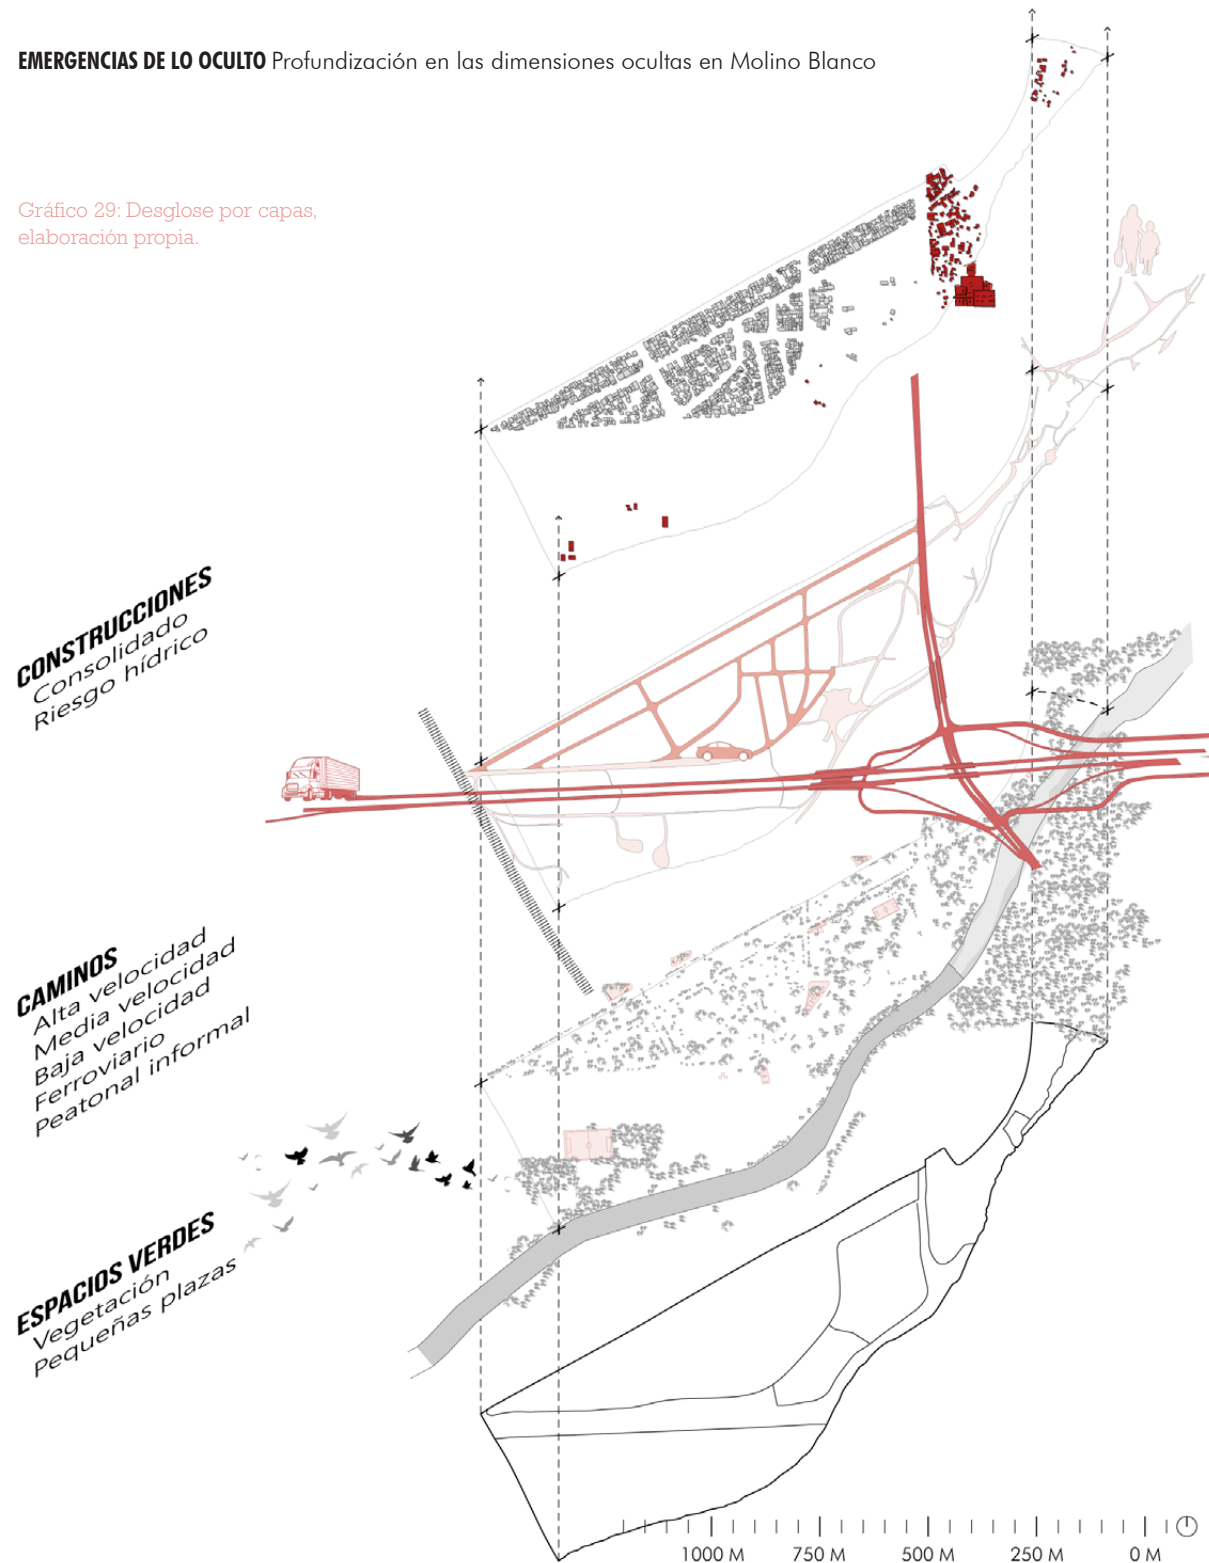 EMERGENCIAS DE LO OCULTO Profundización en las dimensiones ocultas en Molino Blanco
Gráfico 29: Desglose por capas,
elaboración propia.
CONSTRUCCIONES
Consolidado
Riesgo hídrico
CAMINOS
Alta velocidad
Media velocidad
Baja velocidad
Ferroviario
Peatonal informal
ESPACIOS VERDES
Vegetación
Pequeñas plazas
1000 M 750 M 500 M 250 M 0 M